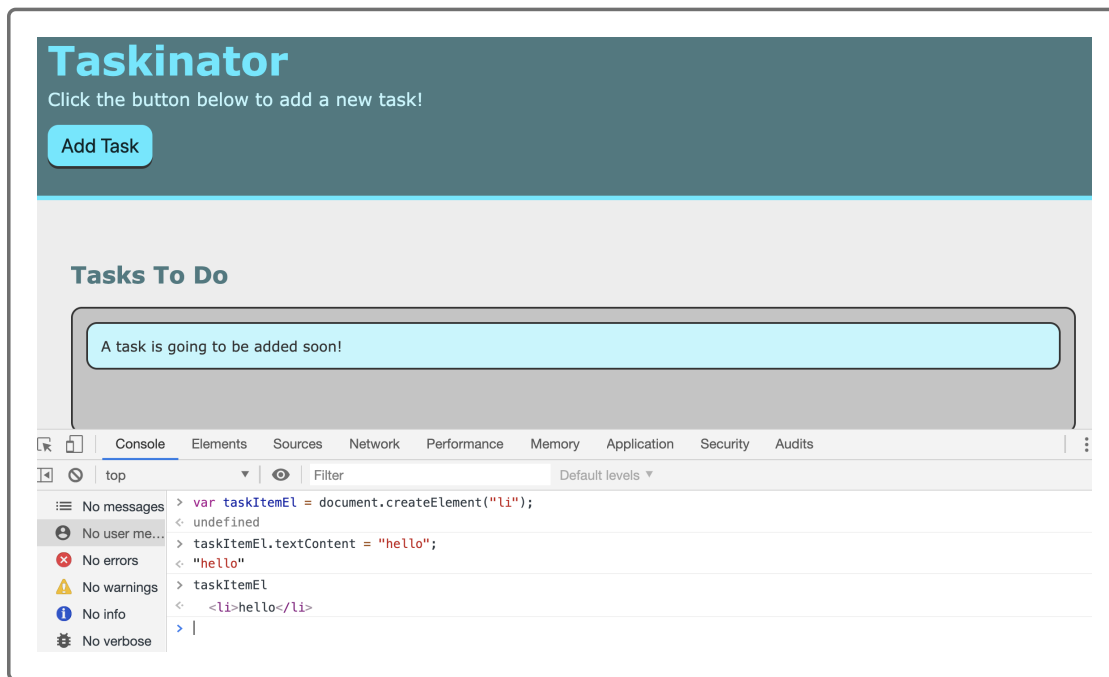 Taskinator
Click the button below to add a new task!
Add Task
Tasks To Do
A task is going to be added soon!
Console Elements Sources Network Performance Memory Application Security Audits
top Filter Default levels
No messages
No user me...
No errors
No warnings
No info
No verbose
> var taskItemEl = document.createElement("li");
undefined
> taskItemEl.textContent = "hello";
"hello"
> taskItemEl
<li>hello</li>
>